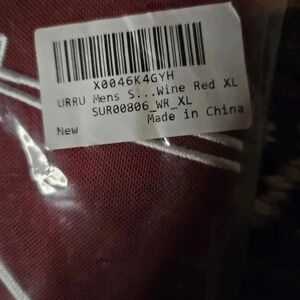 X0046K4GYH
URRU Mens S...Wine Red XL
SUR00806_WR_XL
New Made in China